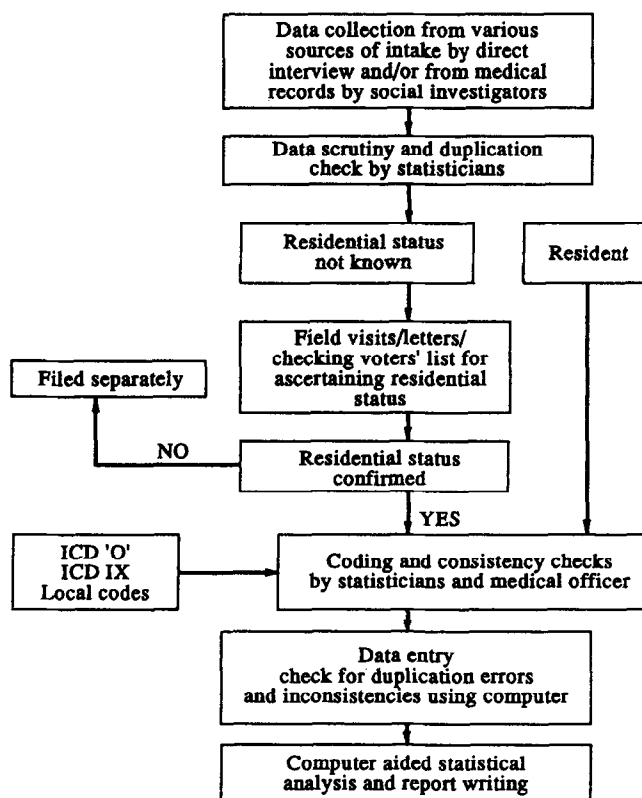 Data collection from various
sources of intake by direct
interview and/or from medical
records by social investigators
Data scrutiny and duplication
check by statisticians
Residential status
not known
Resident
Field visits/letters/
checking voters' list for
ascertaining residential
status
Filed separately
NO
Residential status
confirmed
YES
ICD 'O'
ICD IX
Local codes
Coding and consistency checks
by statisticians and medical officer
Data entry
check for duplication errors
and inconsistencies using computer
Computer aided statistical
analysis and report writing